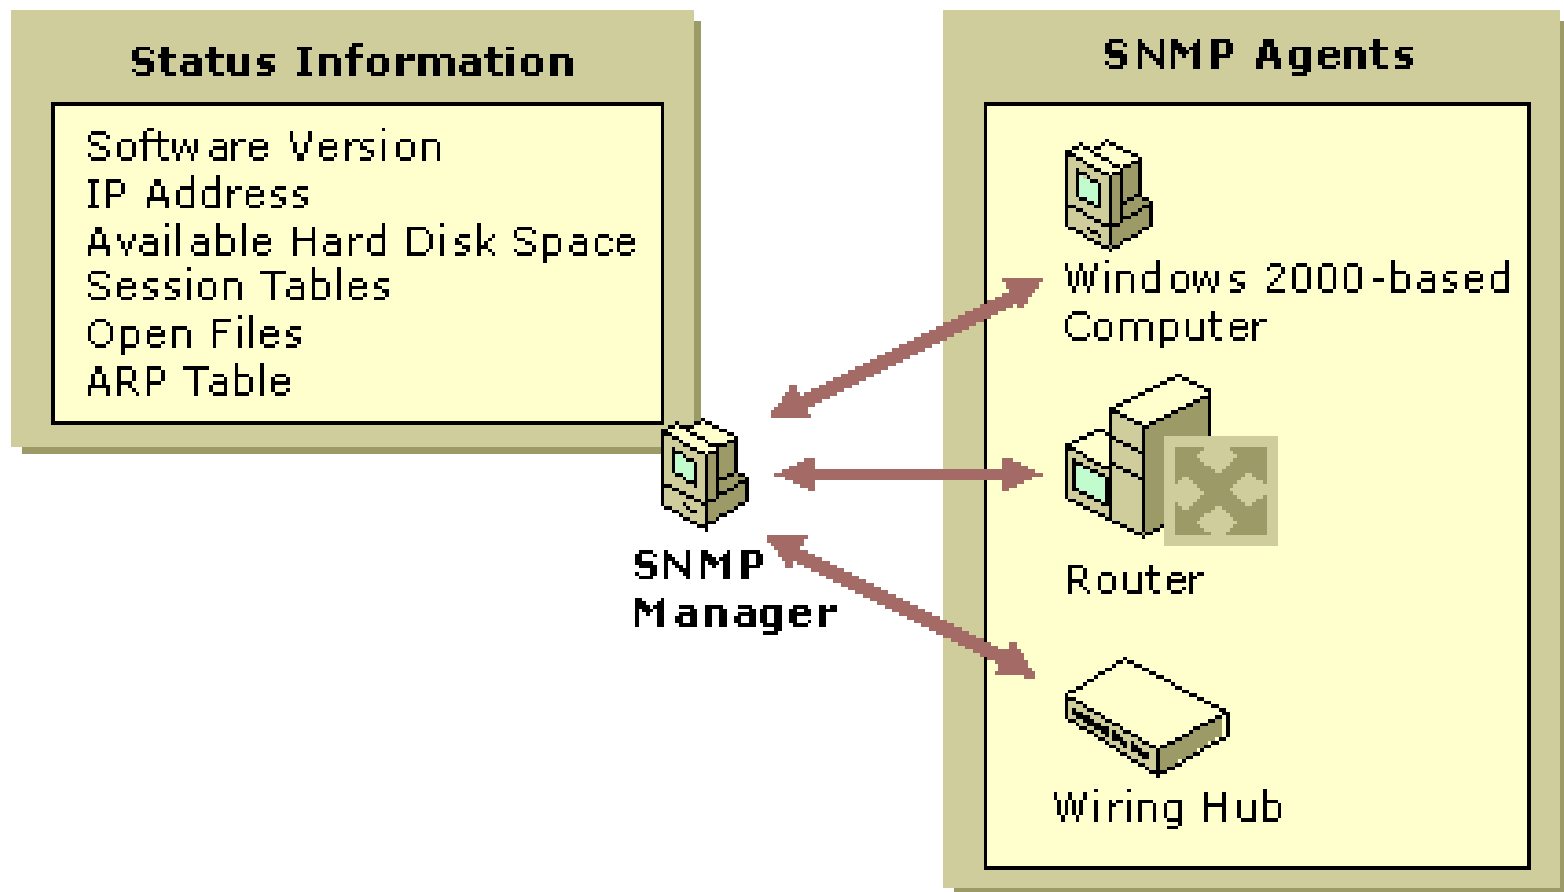 Status Information
Software Version
IP Address
Available Hard Disk Space
Session Tables
Open Files
ARP Table
SNMP
Manager
SNMP Agents
Windows 2000-based
Computer
Router
Wiring Hub